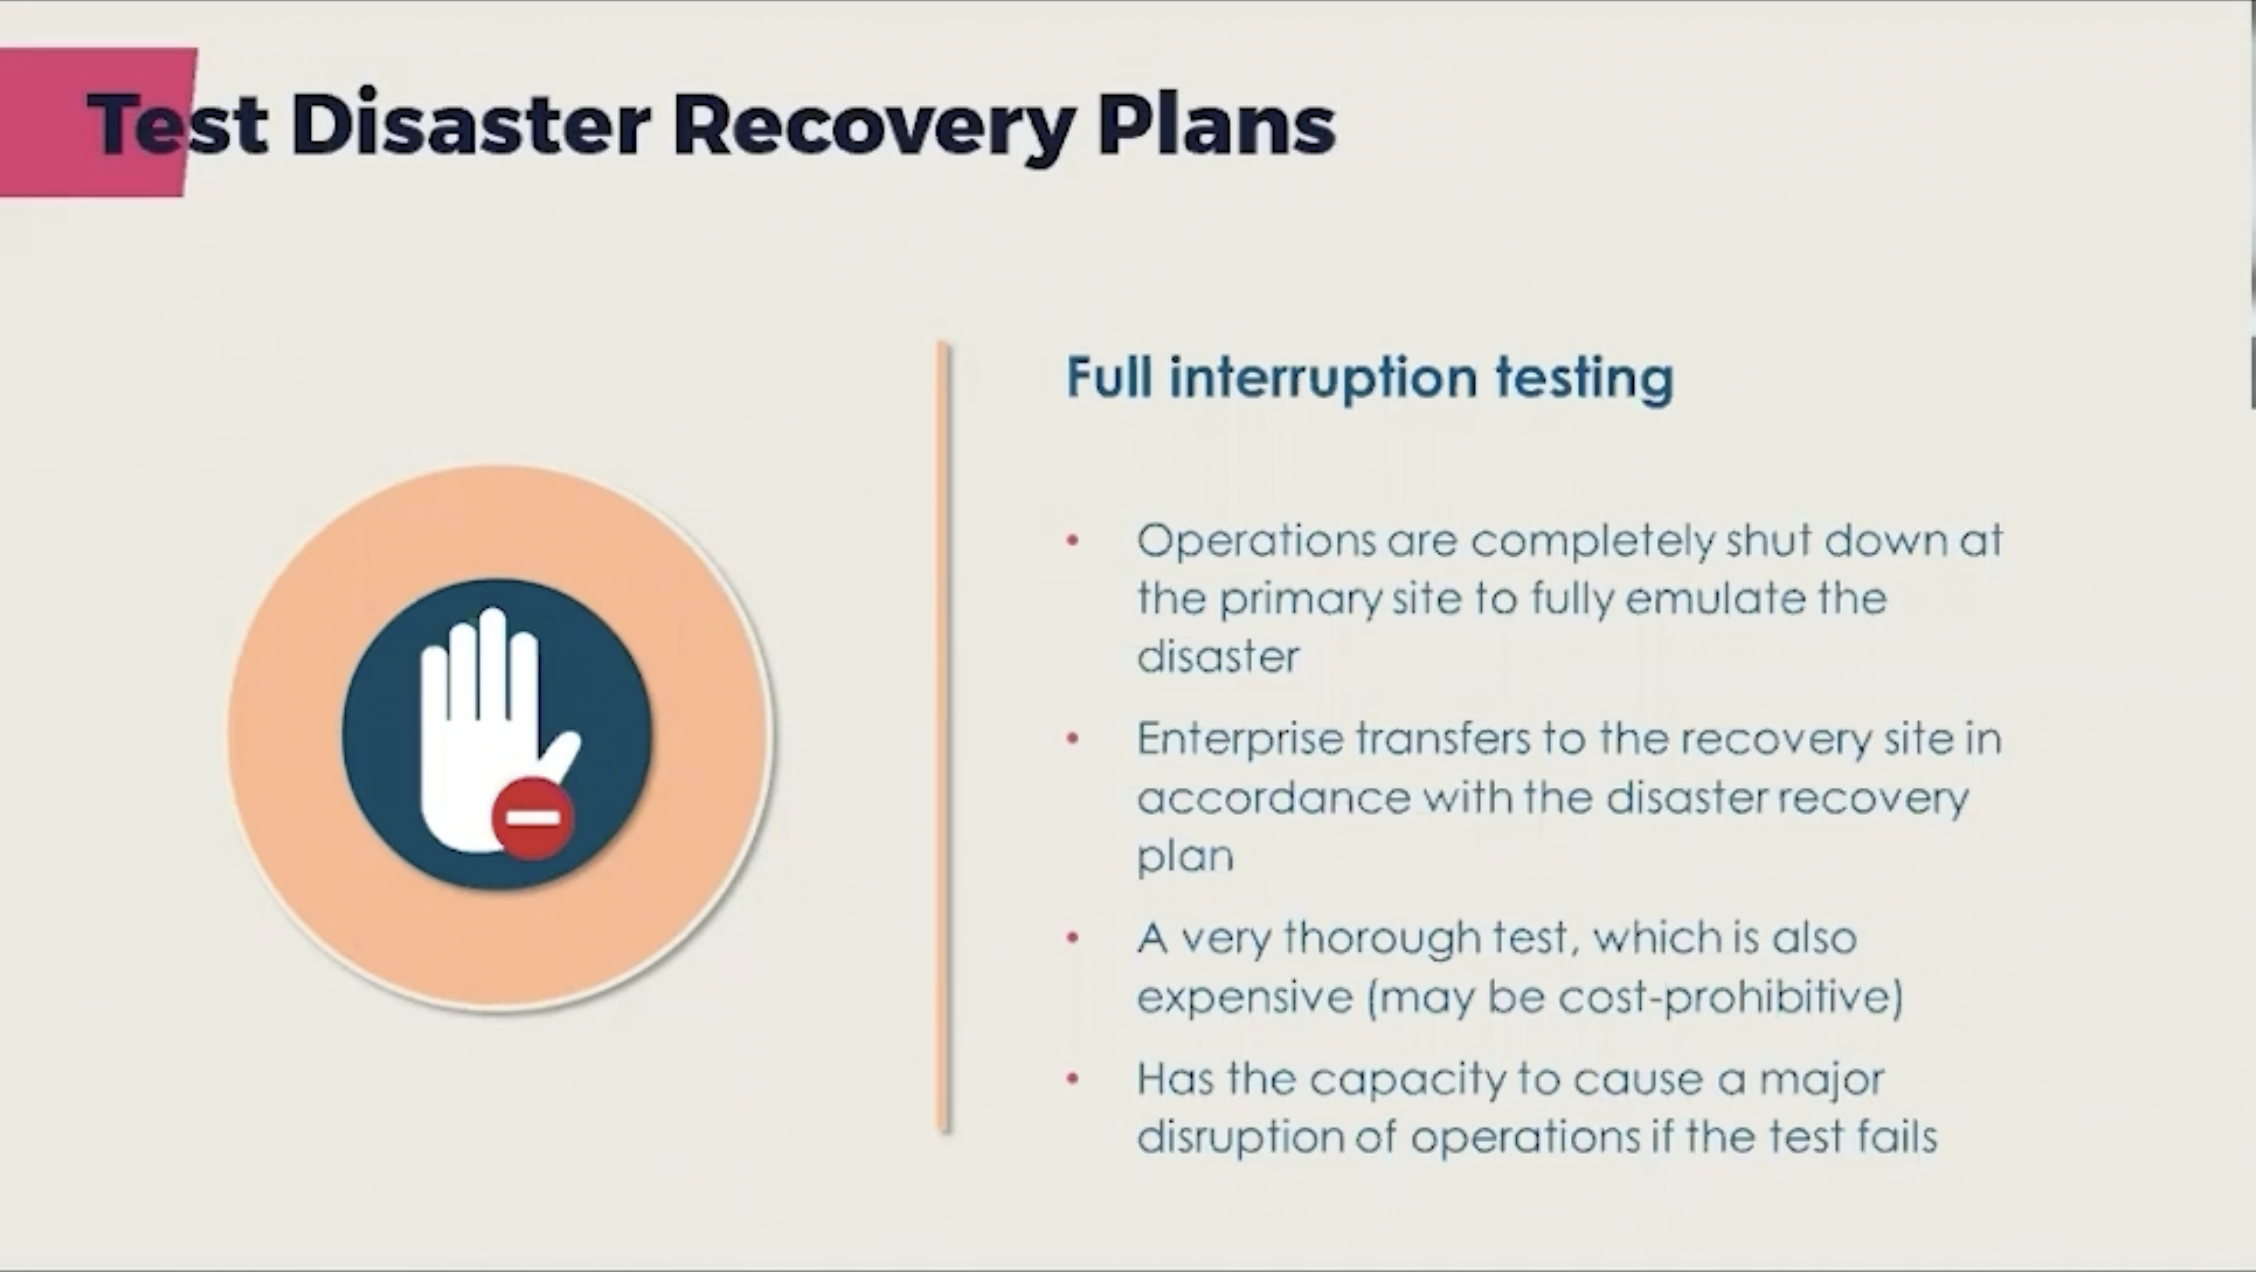 Test Disaster Recovery Plans
Full interruption testing
• Operations are completely shut down at
the primary site to fully emulate the
disaster
• Enterprise transfers to the recovery site in
accordance with the disaster recovery
plan
• A very thorough test, which is also
expensive (may be cost-prohibitive)
• Has the capacity to cause a major
disruption of operations if the test fails